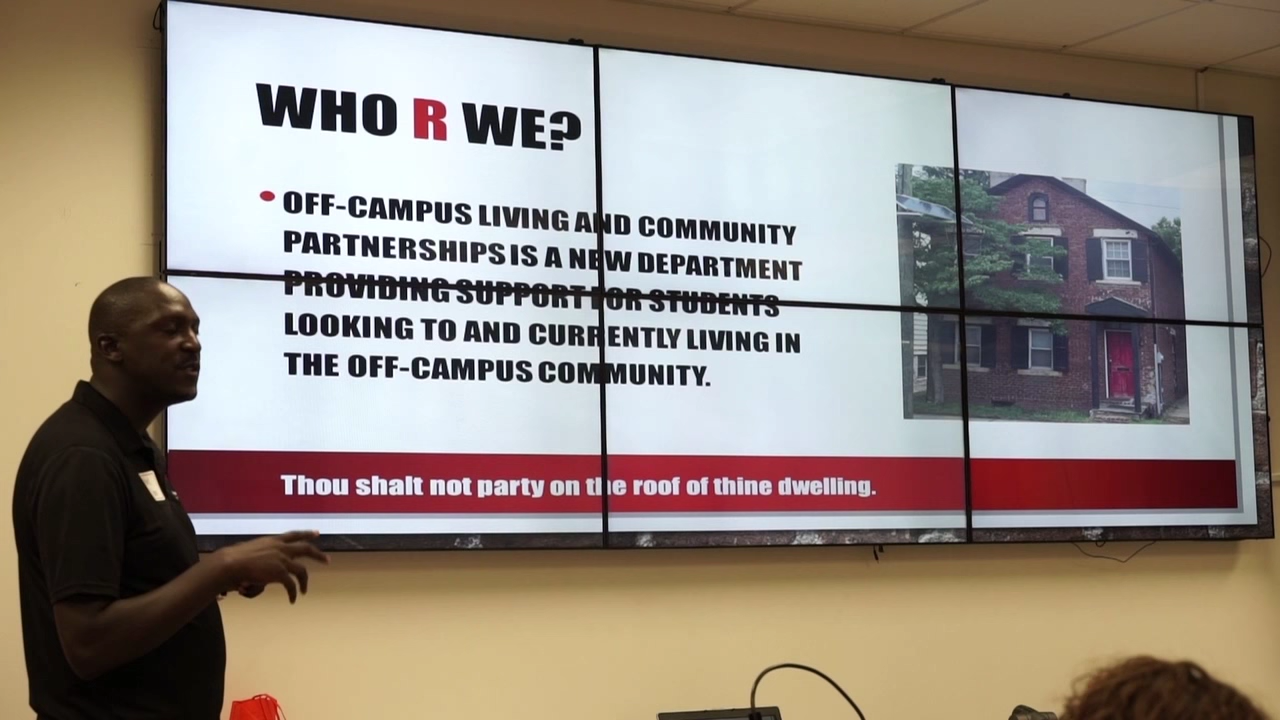 WHO R WE?
OFF-CAMPUS LIVING AND COMMUNITY
PARTNERSHIPS IS A NEW DEPARTMENT
PROVIDING SUPPORT FOR STUDENTS
LOOKING TO AND CURRENTLY LIVING IN
THE OFF-CAMPUS COMMUNITY.
Thou shalt not party on the roof of thine dwelling.